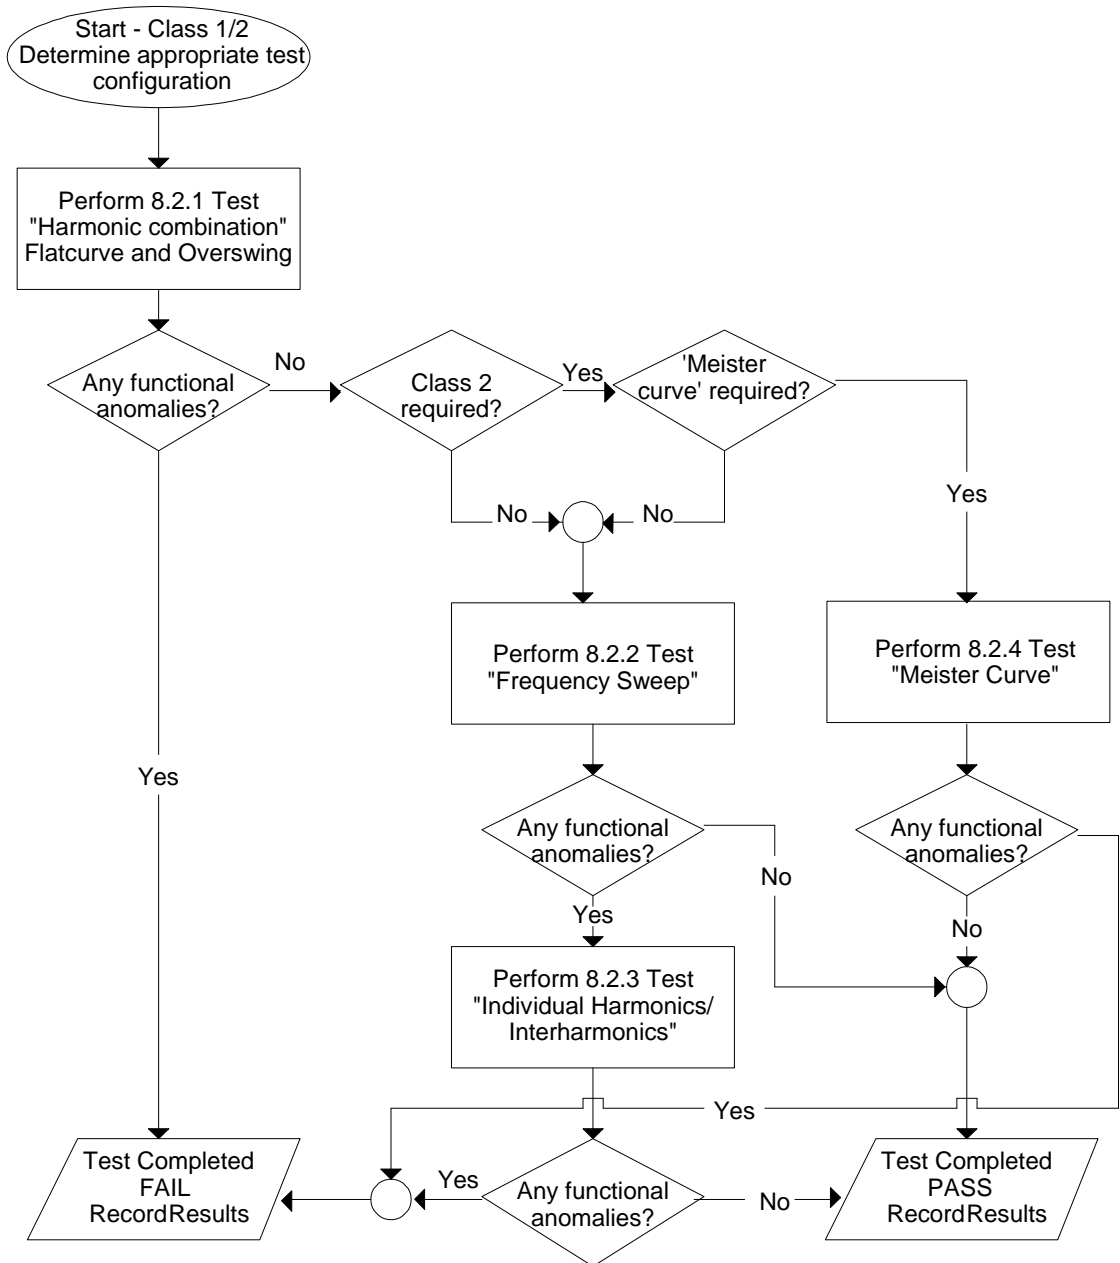 Start - Class 1/2
Determine appropriate test
configuration
Perform 8.2.1 Test
"Harmonic combination"
Flatcurve and Overswing
Any functional
anomalies?
No
Class 2
required?
Yes
'Meister
curve' required?
No
No
Yes
Perform 8.2.2 Test
"Frequency Sweep"
Perform 8.2.4 Test
"Meister Curve"
Yes
Any functional
anomalies?
No
Any functional
anomalies?
Yes
No
Perform 8.2.3 Test
"Individual Harmonics/
Interharmonics"
Yes
Test Completed
FAIL
RecordResults
Yes
Any functional
anomalies?
No
Test Completed
PASS
RecordResults